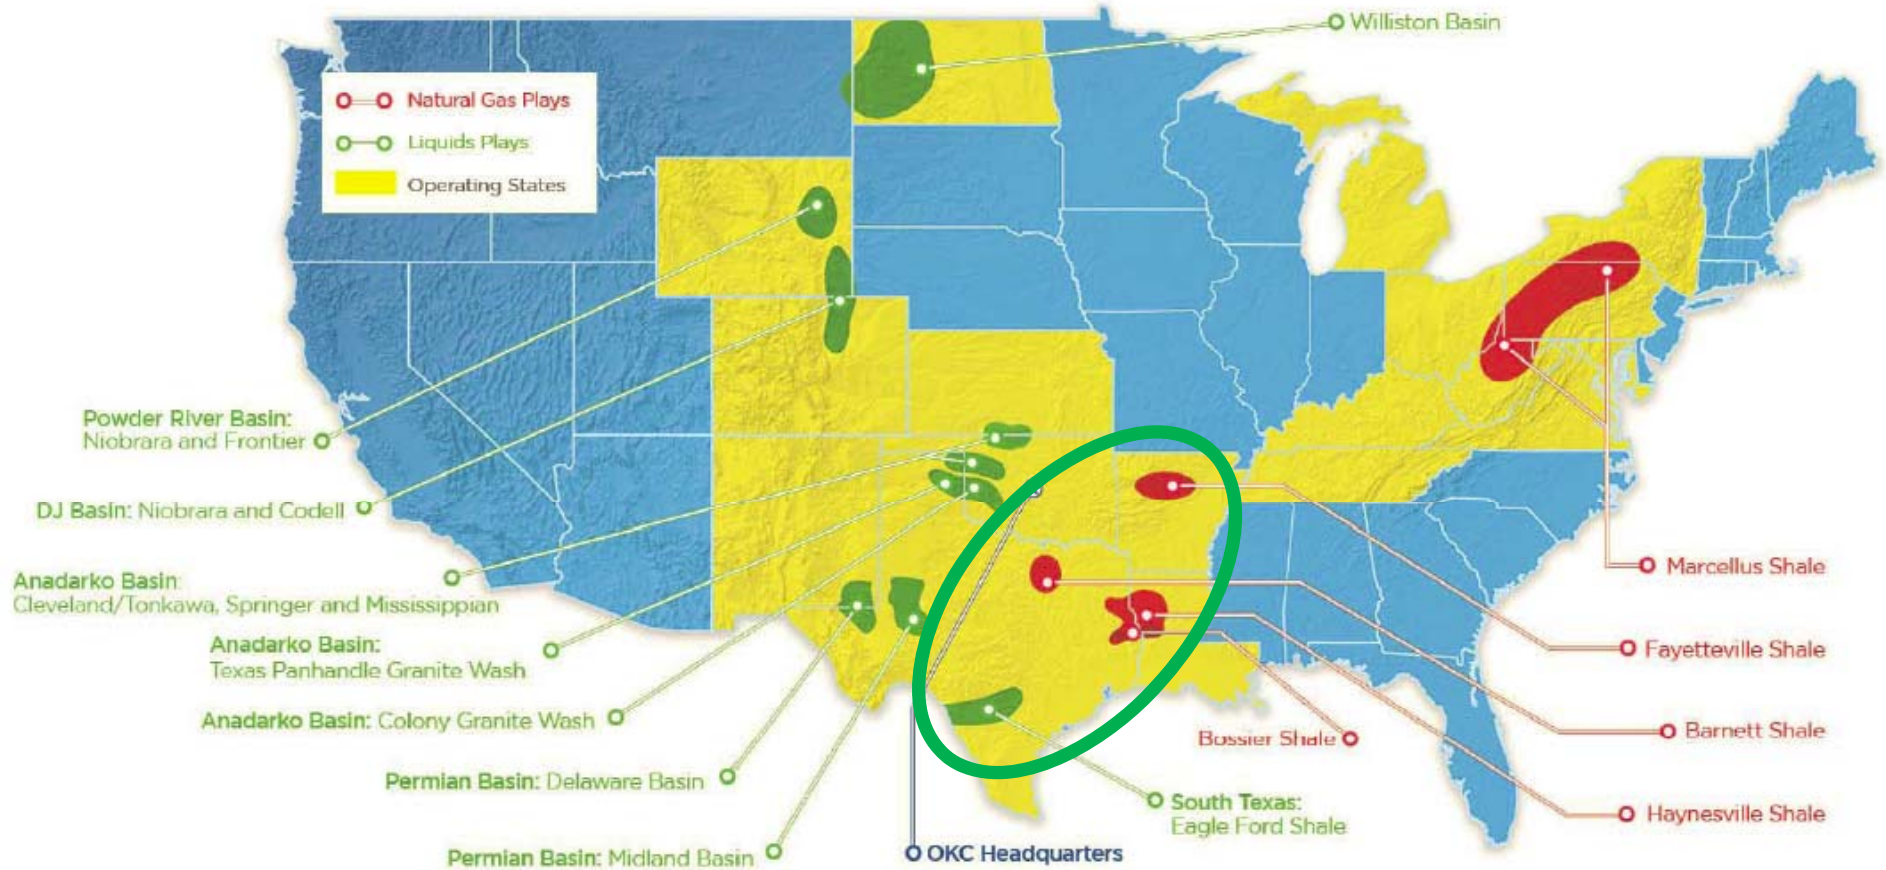 Williston Basin
Natural Gas Plays
Liquids Plays
Operating States
Powder River Basin:
Niobrara and Frontier
DJ Basin: Niobrara and Codell
Anadarko Basin:
Cleveland/Tonkawa, Springer and Mississippian
Anadarko Basin:
Texas Panhandle Granite Wash
Anadarko Basin: Colony Granite Wash
Permian Basin: Delaware Basin
Permian Basin: Midland Basin
OKC Headquarters
South Texas:
Eagle Ford Shale
Bossier Shale
Marcellus Shale
Fayetteville Shale
Barnett Shale
Haynesville Shale